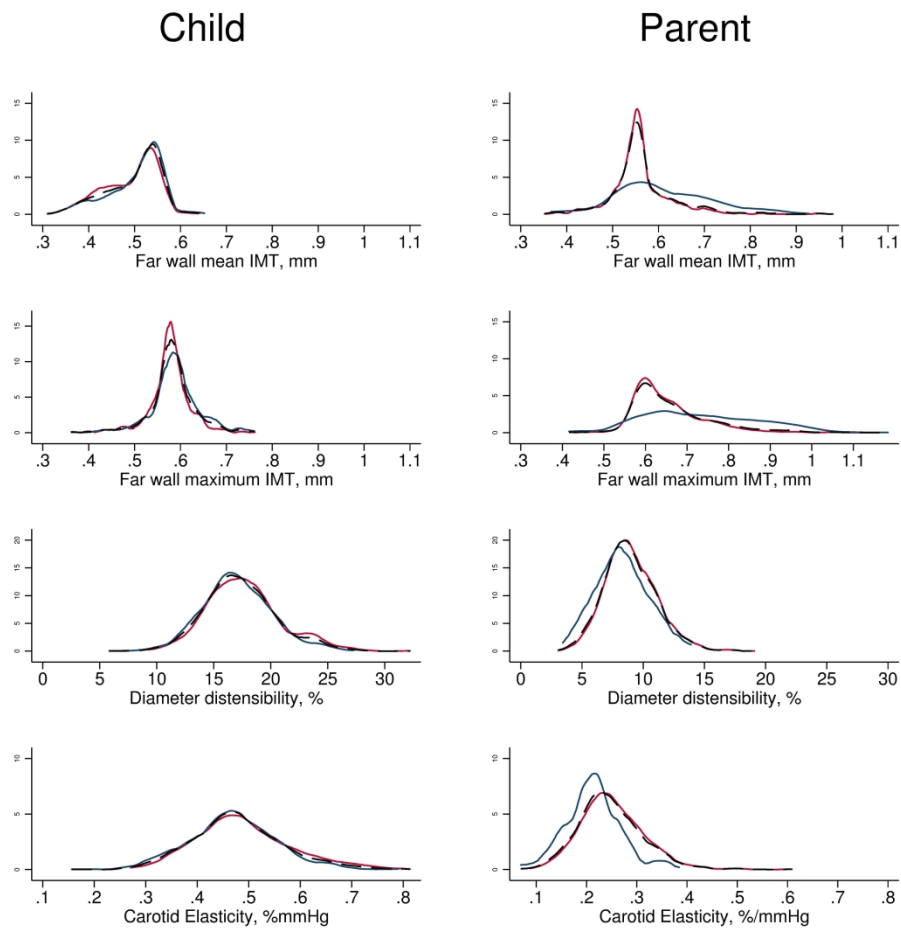 Child
Parent
15
10
5
0
.3 .4 .5 .6 .7 .8 .9 1 1.1
Far wall mean IMT, mm
15
10
5
0
.3 .4 .5 .6 .7 .8 .9 1 1.1
Far wall mean IMT, mm
15
10
5
0
.3 .4 .5 .6 .7 .8 .9 1 1.1
Far wall maximum IMT, mm
15
10
5
0
.3 .4 .5 .6 .7 .8 .9 1 1.1
Far wall maximum IMT, mm
20
15
10
5
0
0 5 10 15 20 25 30
Diameter distensibility, %
20
15
10
5
0
0 5 10 15 20 25 30
Diameter distensibility, %
10
5
0
.1 .2 .3 .4 .5 .6 .7 .8
Carotid Elasticity, %mmHg
10
5
0
.1 .2 .3 .4 .5 .6 .7 .8
Carotid Elasticity, %/mmHg